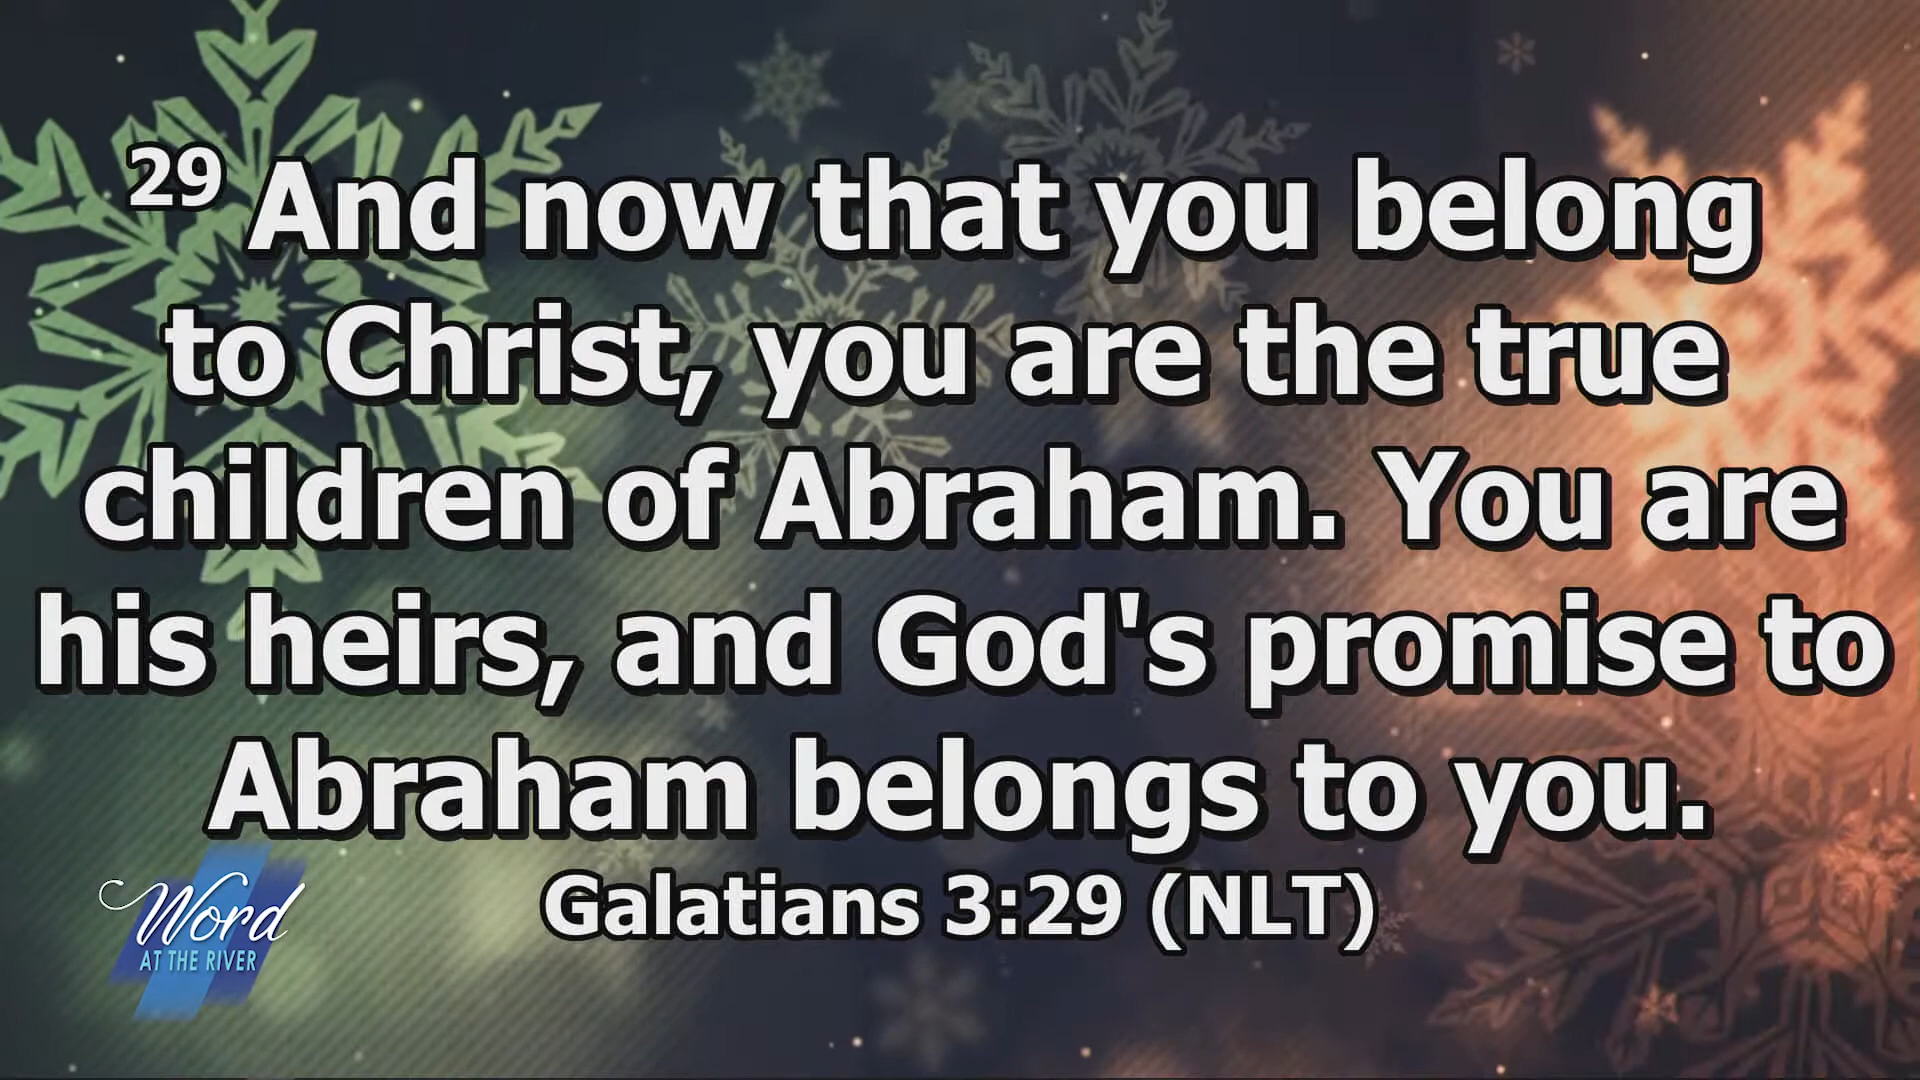 29 And now that you belong
to Christ, you are the true
children of Abraham. You are
his heirs, and God's promise to
Abraham belongs to you.
Galatians 3:29 (NLT)
Word
AT THE RIVER